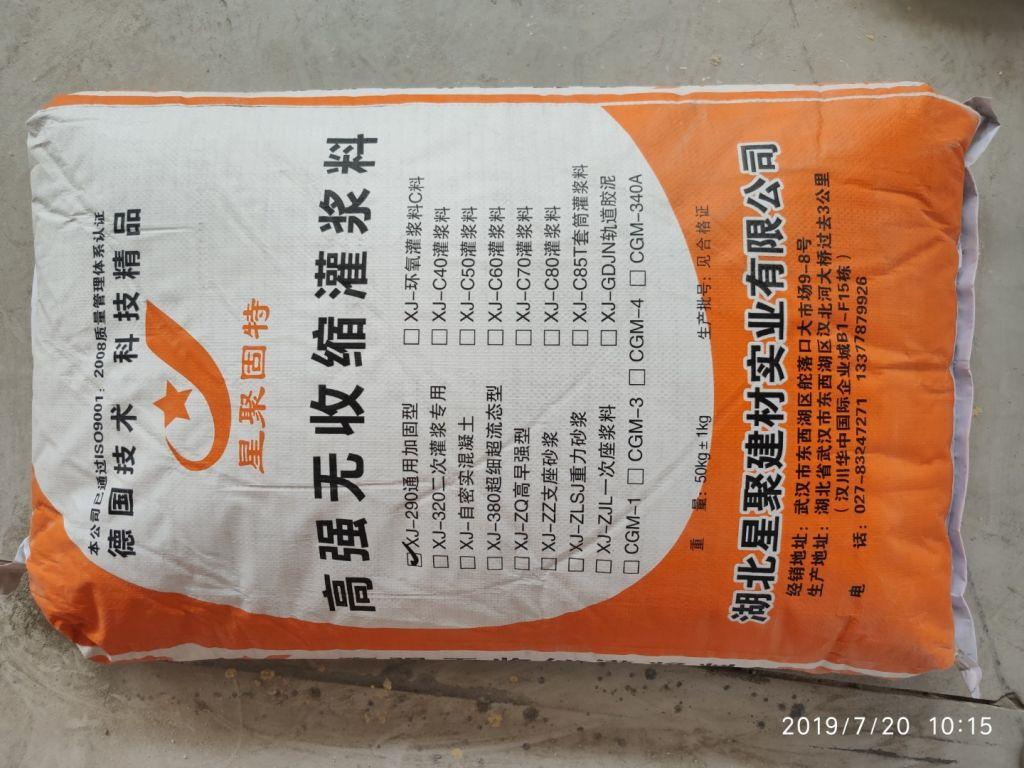 本公司已通过ISO9001：2008质量管理体系认证
德国技术 科技精品
星聚固特
高强无收缩灌浆料
☑XJ-290通用加固型 □XJ-环氧灌浆料C料
□XJ-320二次灌浆专用 □XJ-C40灌浆料
□XJ-自密实混凝土 □XJ-C50灌浆料
□XJ-380超细超流态型 □XJ-C60灌浆料
□XJ-ZQ高早强型 □XJ-C70灌浆料
□XJ-ZZ支座砂浆 □XJ-C80灌浆料
□XJ-ZLSJ重力砂浆 □XJ-C85T套筒灌浆料
□XJ-ZJL一次座浆料 □XJ-GDJN轨道胶泥
□CGM-1 □CGM-3 □CGM-4 □CGM-340A
重 量：50kg±1kg 生产批号：见合格证
湖北星聚建材实业有限公司
经销地址：武汉市东西湖区舵落口大市场9-8号
生产地址：湖北省武汉市东西湖区汉北河大桥过去3公里
（汉川华中国际企业城B1-F15栋）
电 话：027-83247271 13377879926
2019/7/20 10:15